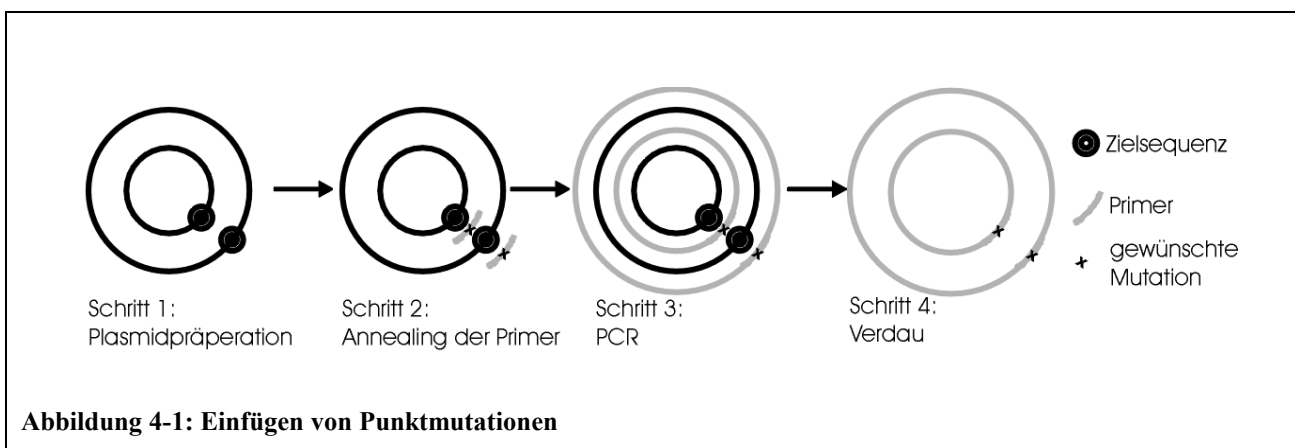 Zielsequenz
Primer
gewünschte
Mutation
Schritt 1:
Plasmidpräperation
Schritt 2:
Annealing der Primer
Schritt 3:
PCR
Schritt 4:
Verdau
Abbildung 4-1: Einfügen von Punktmutationen